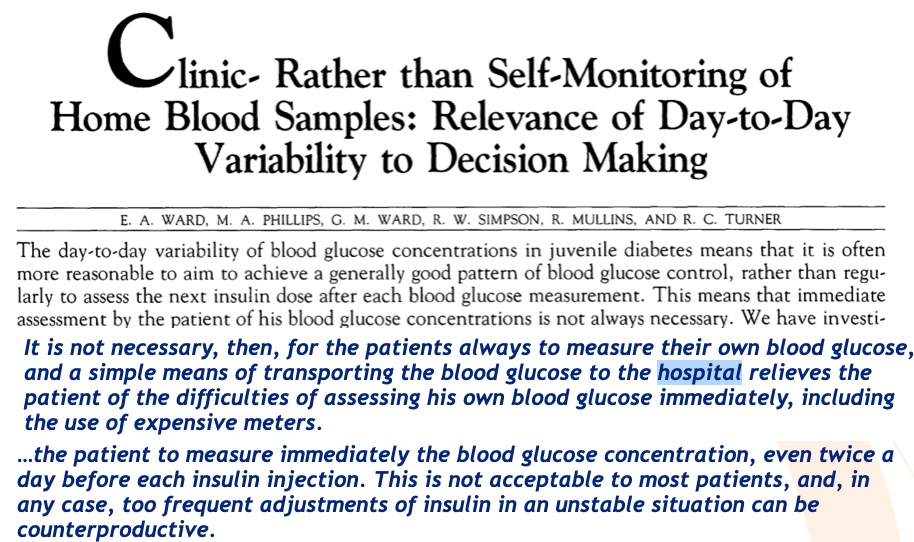 Clinic- Rather than Self-Monitoring of
Home Blood Samples: Relevance of Day-to-Day
Variability to Decision Making
E. A. WARD, M. A. PHILLIPS, G. M. WARD, R. W. SIMPSON, R. MULLINS, AND R. C. TURNER
The day-to-day variability of blood glucose concentrations in juvenile diabetes means that it is often
more reasonable to aim to achieve a generally good pattern of blood glucose control, rather than regu-
larly to assess the next insulin dose after each blood glucose measurement. This means that immediate
assessment by the patient of his blood glucose concentrations is not always necessary. We have investi-
It is not necessary, then, for the patients always to measure their own blood glucose,
and a simple means of transporting the blood glucose to the hospital relieves the
patient of the difficulties of assessing his own blood glucose immediately, including
the use of expensive meters.
…the patient to measure immediately the blood glucose concentration, even twice a
day before each insulin injection. This is not acceptable to most patients, and, in
any case, too frequent adjustments of insulin in an unstable situation can be
counterproductive.